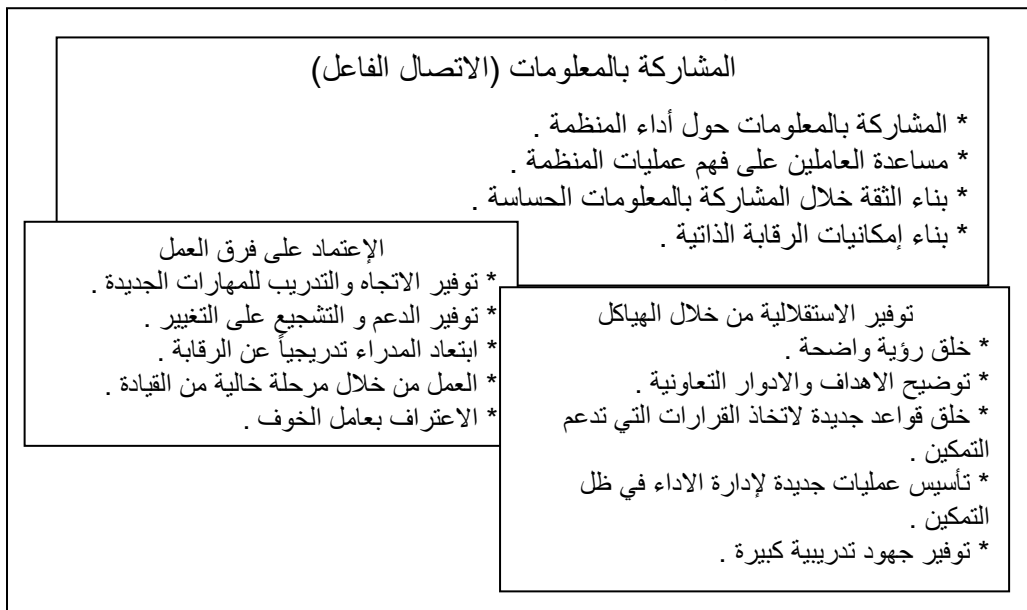 المشاركة بالمعلومات (الاتصال الفاعل)
* المشاركة بالمعلومات حول أداء المنظمة .
* مساعدة العاملين على فهم عمليات المنظمة .
* بناء الثقة خلال المشاركة بالمعلومات الحساسة .
* بناء إمكانيات الرقابة الذاتية .
توفير الاستقلالية من خلال الهياكل
* خلق رؤية واضحة .
* توضيح الاهداف والادوار التعاونية .
* خلق قواعد جديدة لاتخاذ القرارات التي تدعم
التمكين .
* تأسيس عمليات جديدة لإدارة الاداء في ظل
التمكين .
* توفير جهود تدريبية كبيرة .
الإعتماد على فرق العمل
* توفير الاتجاه والتدريب للمهارات الجديدة .
* توفير الدعم و التشجيع على التغيير .
* ابتعاد المدراء تدريجياً عن الرقابة .
* العمل من خلال مرحلة خالية من القيادة .
* الاعتراف بعامل الخوف .